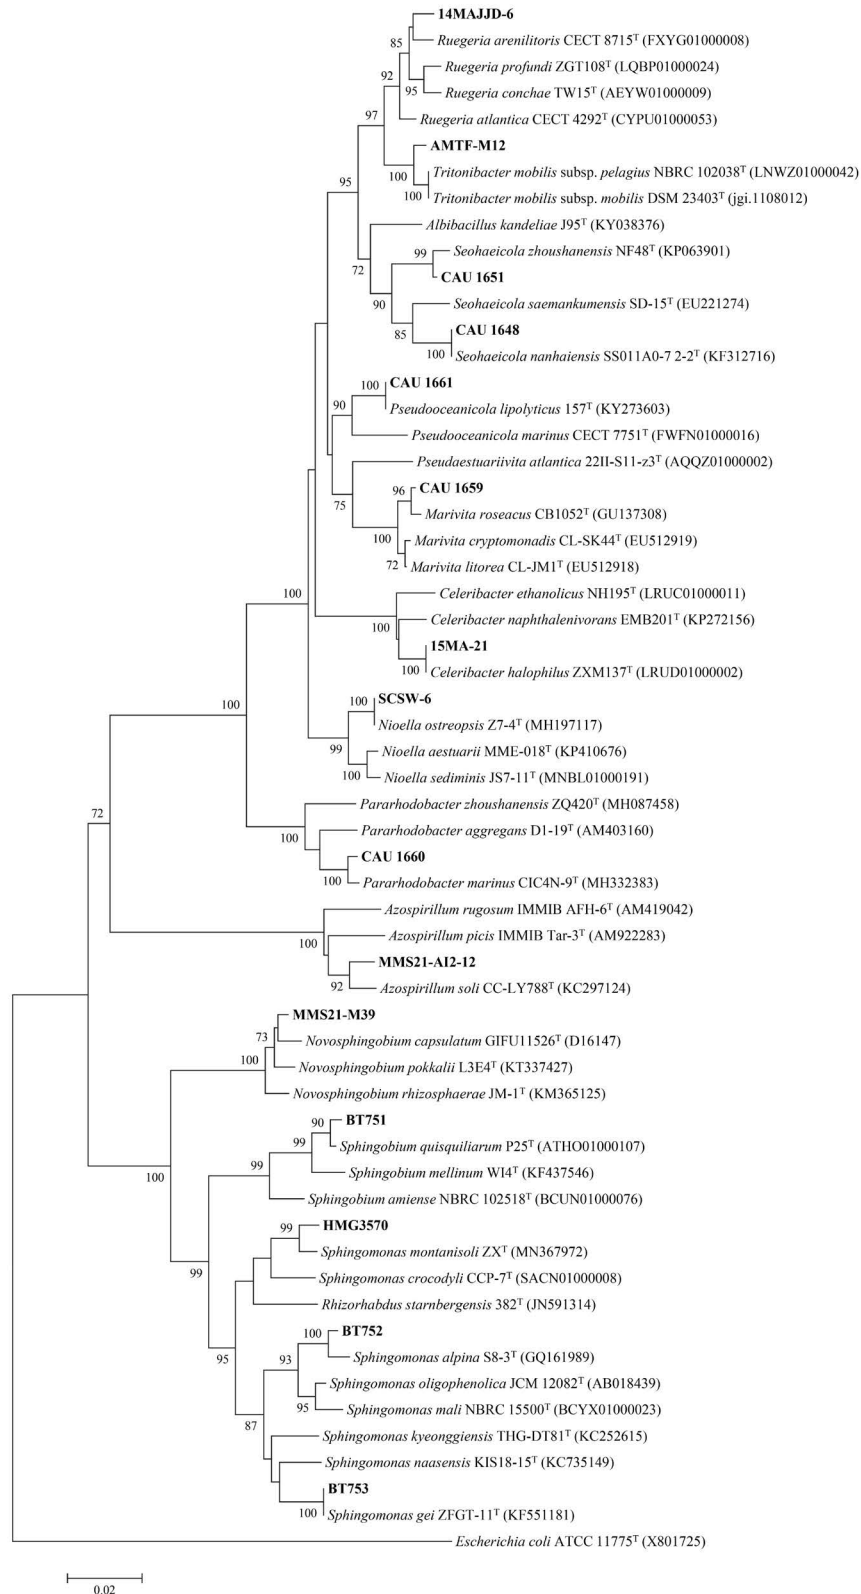 14MAJJD-6
85
Ruegeria arenilitoris CECT 8715ᵀ (FXYG01000008)
Ruegeria profundi ZGT108ᵀ (LQBP01000024)
92
95
Ruegeria conchae TW15ᵀ (AEYW01000009)
97
Ruegeria atlantica CECT 4292ᵀ (CYPU01000053)
AMTF-M12
100
Tritonibacter mobilis subsp. pelagius NBRC 102038ᵀ (LNWZ01000042)
95
100
Tritonibacter mobilis subsp. mobilis DSM 23403ᵀ (jgi.1108012)
Albibacillus kandeliae J95ᵀ (KY038376)
99
Seohaeicola zhoushanensis NF48ᵀ (KP063901)
72
CAU 1651
90
Seohaeicola saemankumensis SD-15ᵀ (EU221274)
85
CAU 1648
100
Seohaeicola nanhaiensis SS011A0-7 2-2ᵀ (KF312716)
100
CAU 1661
90
Pseudooceanicola lipolyticus 157ᵀ (KY273603)
Pseudooceanicola marinus CECT 7751ᵀ (FWFN01000016)
Pseudaestuariivita atlantica 22II-S11-z3ᵀ (AQQZ01000002)
96
CAU 1659
75
Marivita roseacus CB1052ᵀ (GU137308)
100
Marivita cryptomonadis CL-SK44ᵀ (EU512919)
72
Marivita litorea CL-JM1ᵀ (EU512918)
100
Celeribacter ethanolicus NH195ᵀ (LRUC01000011)
100
Celeribacter naphthalenivorans EMB201ᵀ (KP272156)
15MA-21
100
Celeribacter halophilus ZXM137ᵀ (LRUD01000002)
100
100
SCSW-6
Nioella ostreopsis Z7-4ᵀ (MH197117)
99
Nioella aestuarii MME-018ᵀ (KP410676)
100
Nioella sediminis JS7-11ᵀ (MNBL01000191)
Pararhodobacter zhoushanensis ZQ420ᵀ (MH087458)
72
100
Pararhodobacter aggregans D1-19ᵀ (AM403160)
CAU 1660
100
Pararhodobacter marinus CIC4N-9ᵀ (MH332383)
Azospirillum rugosum IMMIB AFH-6ᵀ (AM419042)
100
Azospirillum picis IMMIB Tar-3ᵀ (AM922283)
MMS21-AI2-12
92
Azospirillum soli CC-LY788ᵀ (KC297124)
MMS21-M39
73
Novosphingobium capsulatum GIFU11526ᵀ (D16147)
100
Novosphingobium pokkalii L3E4ᵀ (KT337427)
Novosphingobium rhizosphaerae JM-1ᵀ (KM365125)
90
BT751
99
Sphingobium quisquiliarum P25ᵀ (ATHO01000107)
99
Sphingobium mellinum WI4ᵀ (KF437546)
100
Sphingobium amiense NBRC 102518ᵀ (BCUN01000076)
99
HMG3570
Sphingomonas montanisoli ZXᵀ (MN367972)
99
Sphingomonas crocodyli CCP-7ᵀ (SACN01000008)
Rhizorhabdus starnbergensis 382ᵀ (JN591314)
100
BT752
95
93
Sphingomonas alpina S8-3ᵀ (GQ161989)
Sphingomonas oligophenolica JCM 12082ᵀ (AB018439)
95
Sphingomonas mali NBRC 15500ᵀ (BCYX01000023)
87
Sphingomonas kyeonggiensis THG-DT81ᵀ (KC252615)
Sphingomonas naasensis KIS18-15ᵀ (KC735149)
BT753
100
Sphingomonas gei ZFGT-11ᵀ (KF551181)
Escherichia coli ATCC 11775ᵀ (X801725)
0.02